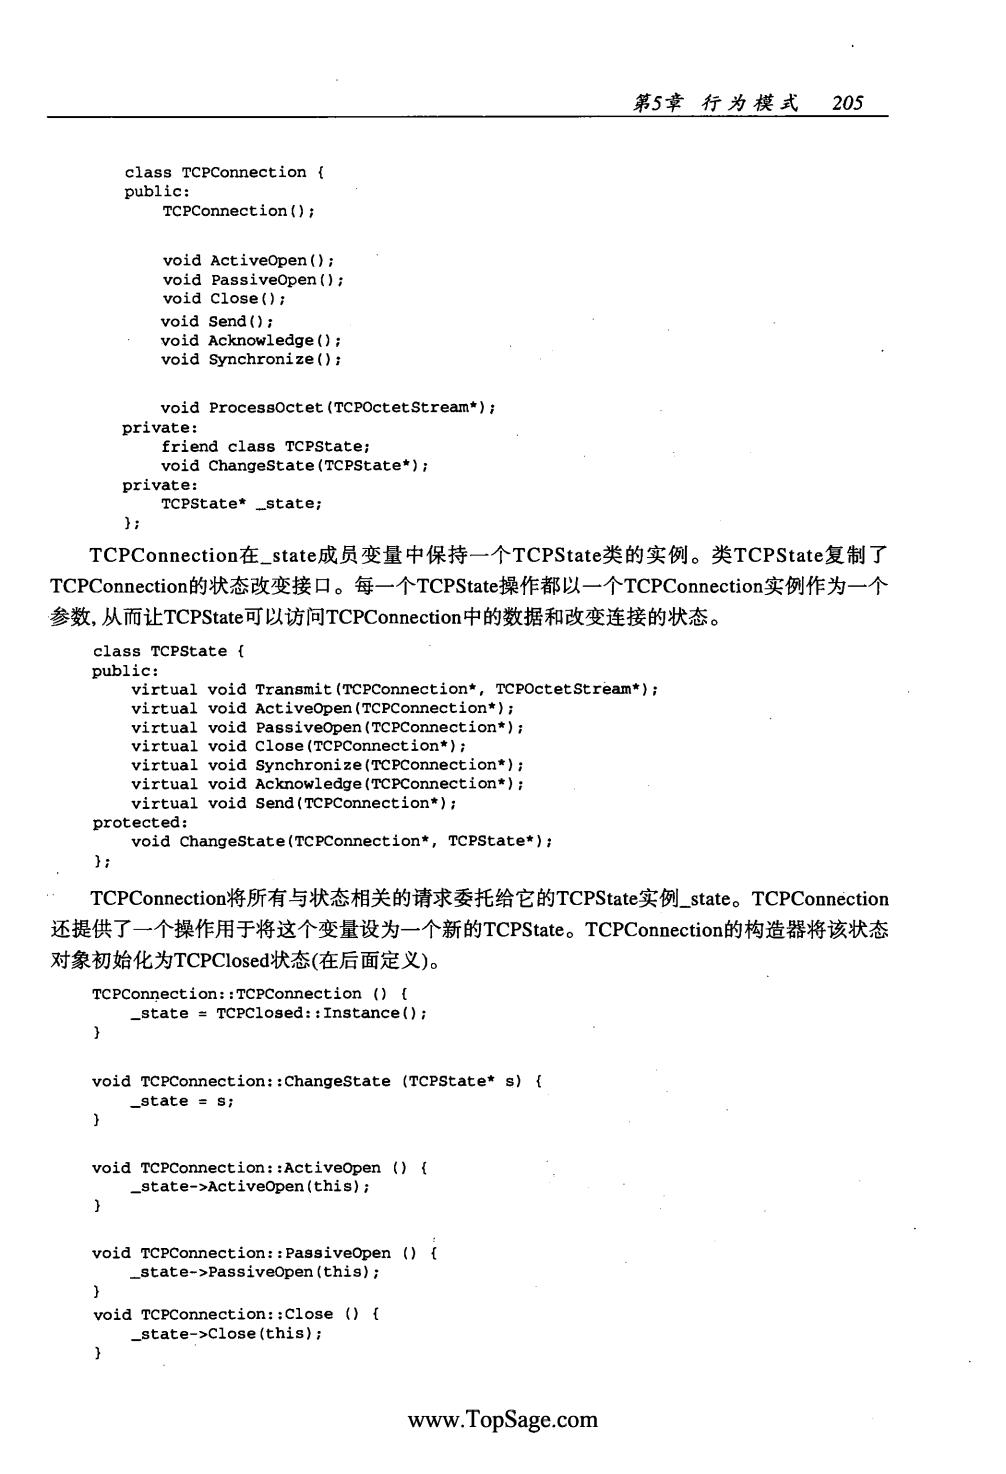 第5章 行为模式 205
class TCPConnection {
public:
TCPConnection();
void ActiveOpen();
void PassiveOpen();
void Close();
void Send();
void Acknowledge();
void Synchronize();
void ProcessOctet(TCPOctetStream*);
private:
friend class TCPState;
void ChangeState(TCPState*);
private:
TCPState* _state;
};
TCPConnection在_state成员变量中保持一个TCPState类的实例。类TCPState复制了
TCPConnection的状态改变接口。每一个TCPState操作都以一个TCPConnection实例作为一个
参数, 从而让TCPState可以访问TCPConnection中的数据和改变连接的状态。
class TCPState {
public:
virtual void Transmit(TCPConnection*, TCPOctetStream*);
virtual void ActiveOpen(TCPConnection*);
virtual void PassiveOpen(TCPConnection*);
virtual void Close(TCPConnection*);
virtual void Synchronize(TCPConnection*);
virtual void Acknowledge(TCPConnection*);
virtual void Send(TCPConnection*);
protected:
void ChangeState(TCPConnection*, TCPState*);
};
TCPConnection将所有与状态相关的请求委托给它的TCPState实例_state。TCPConnection
还提供了一个操作用于将这个变量设为一个新的TCPState。TCPConnection的构造器将该状态
对象初始化为TCPClosed状态(在后面定义)。
TCPConnection::TCPConnection () {
_state = TCPClosed::Instance();
}
void TCPConnection::ChangeState (TCPState* s) {
_state = s;
}
void TCPConnection::ActiveOpen () {
_state->ActiveOpen(this);
}
void TCPConnection::PassiveOpen () {
_state->PassiveOpen(this);
}
void TCPConnection::Close () {
_state->Close(this);
}
www.TopSage.com